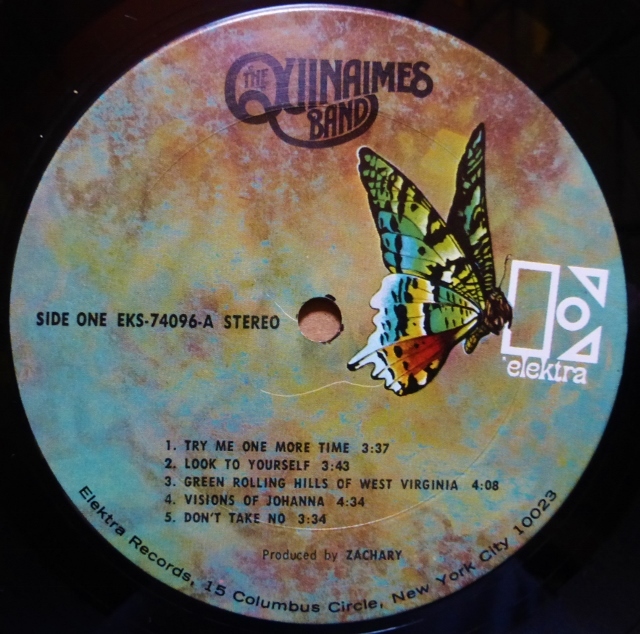 THE
QUINAIMES
BAND
SIDE ONE EKS-74096-A STEREO
elektra
1. TRY ME ONE MORE TIME 3:37
2. LOOK TO YOURSELF 3:43
3. GREEN ROLLING HILLS OF WEST VIRGINIA 4:08
4. VISIONS OF JOHANNA 4:34
5. DON'T TAKE NO 3:34
Produced by ZACHARY
Elektra Records, 15 Columbus Circle, New York City 10023